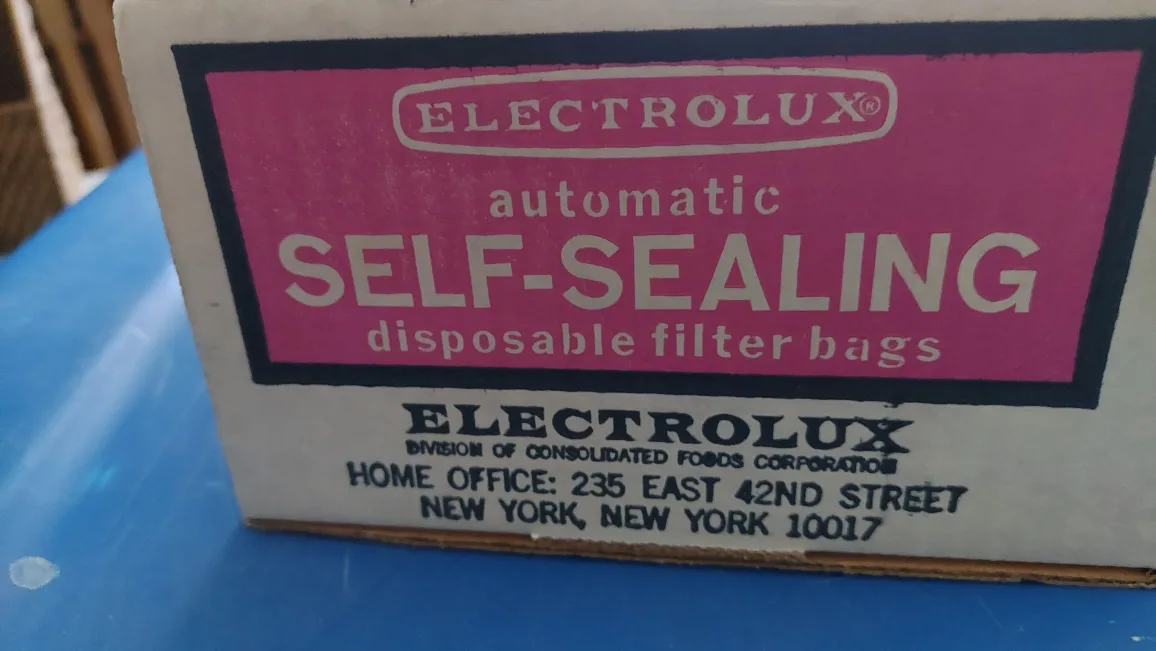 ELECTROLUX®
automatic
SELF-SEALING
disposable filter bags
ELECTROLUX
DIVISION OF CONSOLIDATED FOODS CORPORATION
HOME OFFICE: 235 EAST 42ND STREET
NEW YORK, NEW YORK 10017